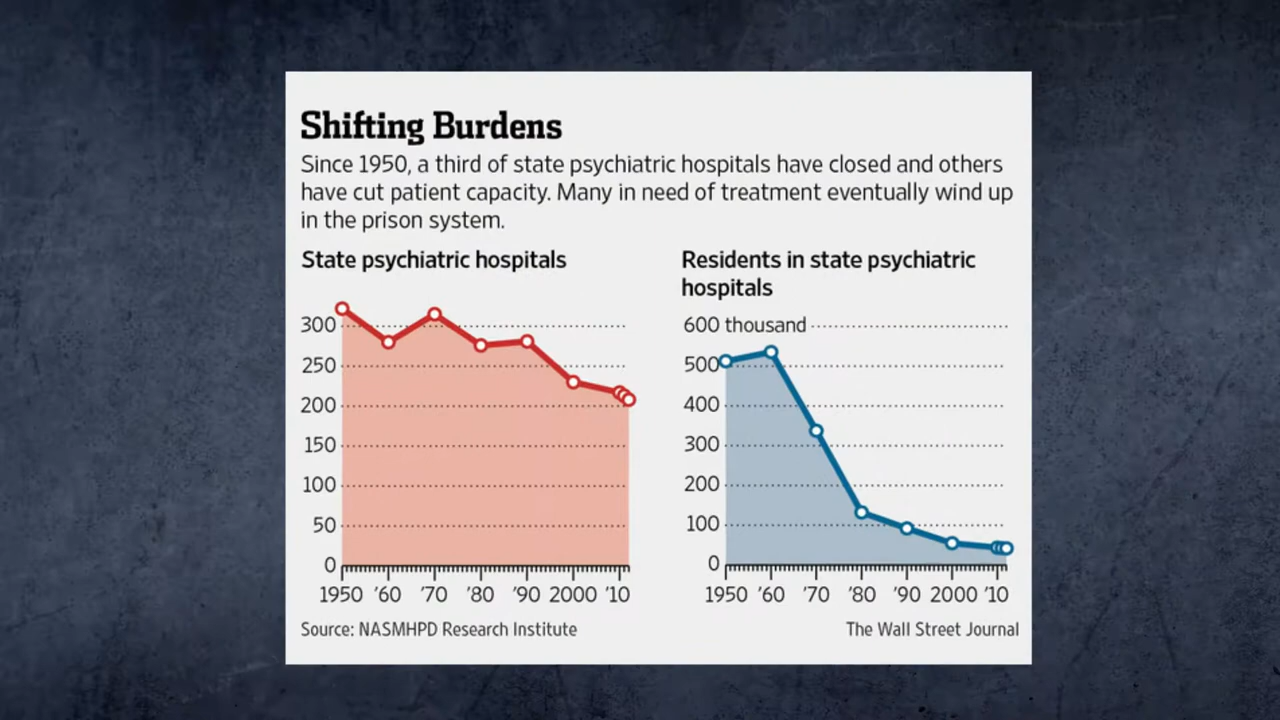 Shifting Burdens
Since 1950, a third of state psychiatric hospitals have closed and others
have cut patient capacity. Many in need of treatment eventually wind up
in the prison system.
State psychiatric hospitals
300
250
200
150
100
50
0
1950 '60 '70 '80 '90 2000 '10
Residents in state psychiatric
hospitals
600 thousand
500
400
300
200
100
0
1950 '60 '70 '80 '90 2000 '10
Source: NASMHPD Research Institute
The Wall Street Journal